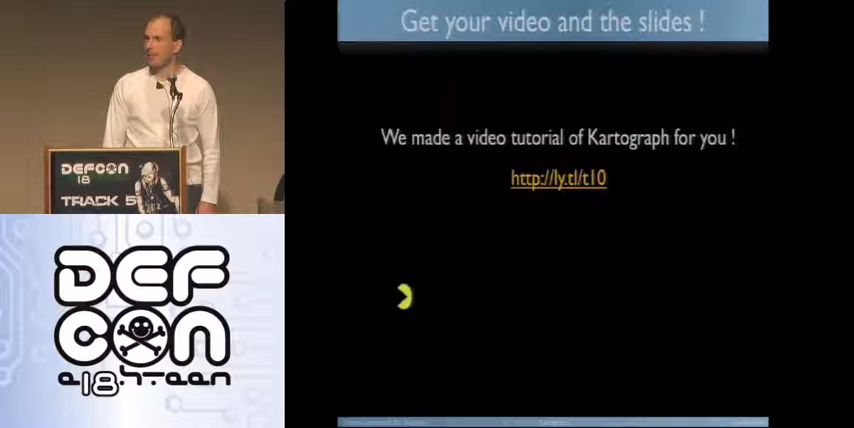 Get your video and the slides !
We made a video tutorial of Kartograph for you !
http://ly.tl/t10
DEFCON
18
TRACK 5
DEF
CON
e18hteen